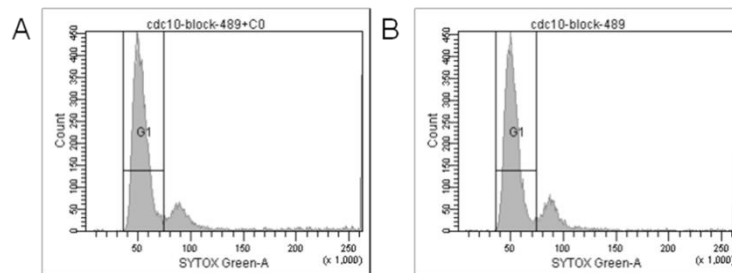 A
cdc10-block-489+C0
Count
450
400
350
300
250
200
150
100
50
0
G1
50
100
150
200
250
SYTOX Green-A
(x 1,000)
B
cdc10-block-489
Count
450
400
350
300
250
200
150
100
50
0
G1
50
100
150
200
250
SYTOX Green-A
(x 1,000)